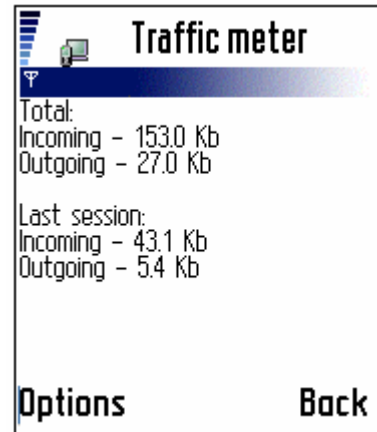 Traffic meter
Total:
Incoming - 153.0 Kb
Outgoing - 27.0 Kb
Last session:
Incoming - 43.1 Kb
Outgoing - 5.4 Kb
Options Back